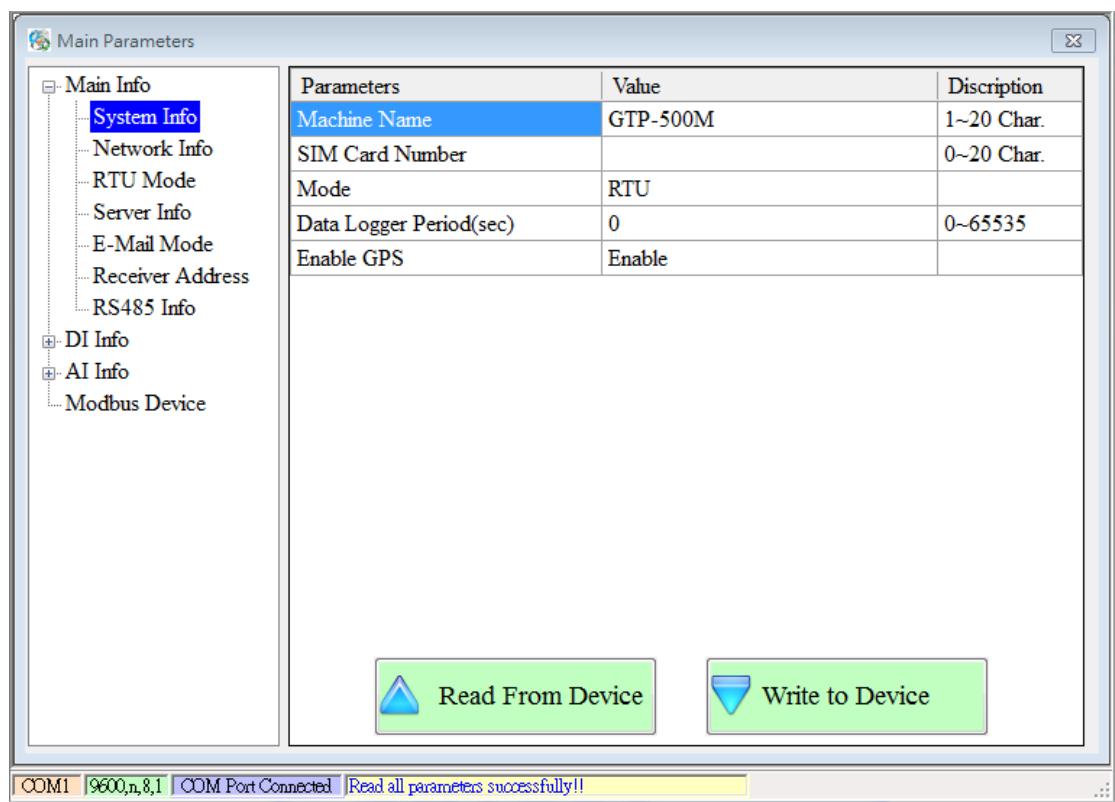 Main Parameters
Main Info
System Info
Network Info
RTU Mode
Server Info
E-Mail Mode
Receiver Address
RS485 Info
DI Info
AI Info
Modbus Device
Parameters Value Discription
Machine Name GTP-500M 1~20 Char.
SIM Card Number 0~20 Char.
Mode RTU
Data Logger Period(sec) 0 0~65535
Enable GPS Enable
Read From Device Write to Device
COM1 9600,n,8,1 COM Port Connected Read all parameters successfully!!